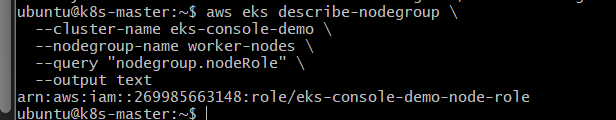 ubuntu@k8s-master:~$ aws eks describe-nodegroup \
  --cluster-name eks-console-demo \
  --nodegroup-name worker-nodes \
  --query "nodegroup.nodeRole" \
  --output text
arn:aws:iam::269985663148:role/eks-console-demo-node-role
ubuntu@k8s-master:~$